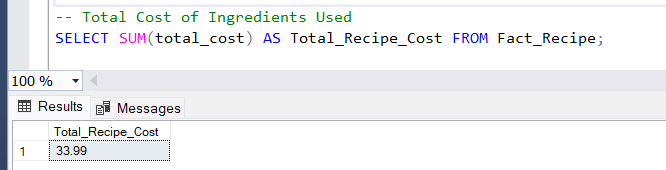 -- Total Cost of Ingredients Used
SELECT SUM(total_cost) AS Total_Recipe_Cost FROM Fact_Recipe;
100 %
Results Messages
Total_Recipe_Cost
1 33.99